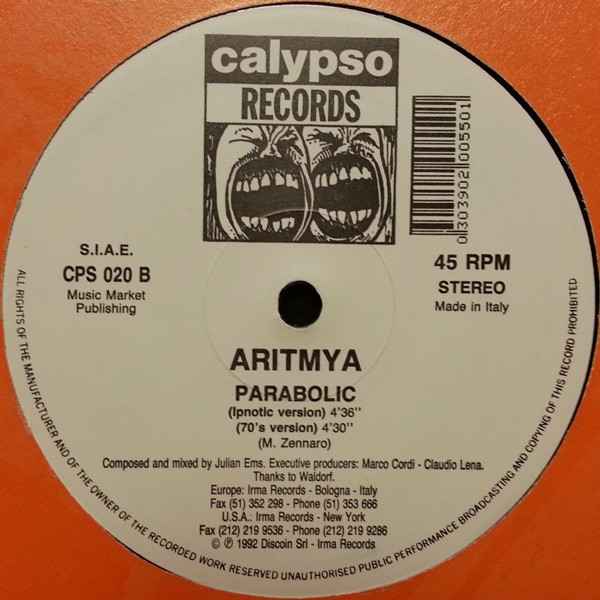 calypso
RECORDS
0303902005501
S.I.A.E.
CPS 020 B
Music Market
Publishing
45 RPM
STEREO
Made in Italy
ARITMYA
PARABOLIC
(Ipnotic version) 4'36''
(70's version) 4'30''
(M. Zennaro)
Composed and mixed by Julian Ems. Executive producers: Marco Cordi - Claudio Lena.
Thanks to Waldorf.
Europe: Irma Records - Bologna - Italy
Fax (51) 352 298 - Phone (51) 353 666
U.S.A.: Irma Records - New York
Fax (212) 219 9536 - Phone (212) 219 9286
© ℗ 1992 Discoin Srl - Irma Records
ALL RIGHTS OF THE MANUFACTURER AND OF THE OWNER OF THE RECORDED WORK RESERVED UNAUTHORISED PUBLIC PERFORMANCE BROADCASTING AND COPYING OF THIS RECORD PROHIBITED